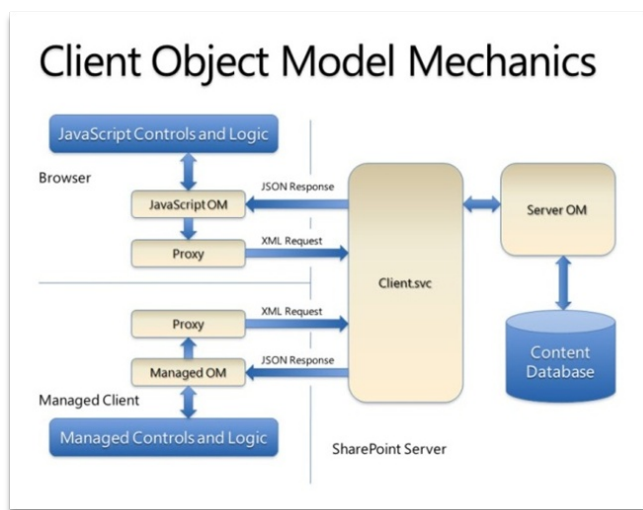 Client Object Model Mechanics
JavaScript Controls and Logic
Browser
JSON Response
JavaScript OM
Server OM
XML Request
Proxy
Client.svc
XML Request
Proxy
JSON Response
Managed OM
Content
Database
Managed Client
Managed Controls and Logic
SharePoint Server